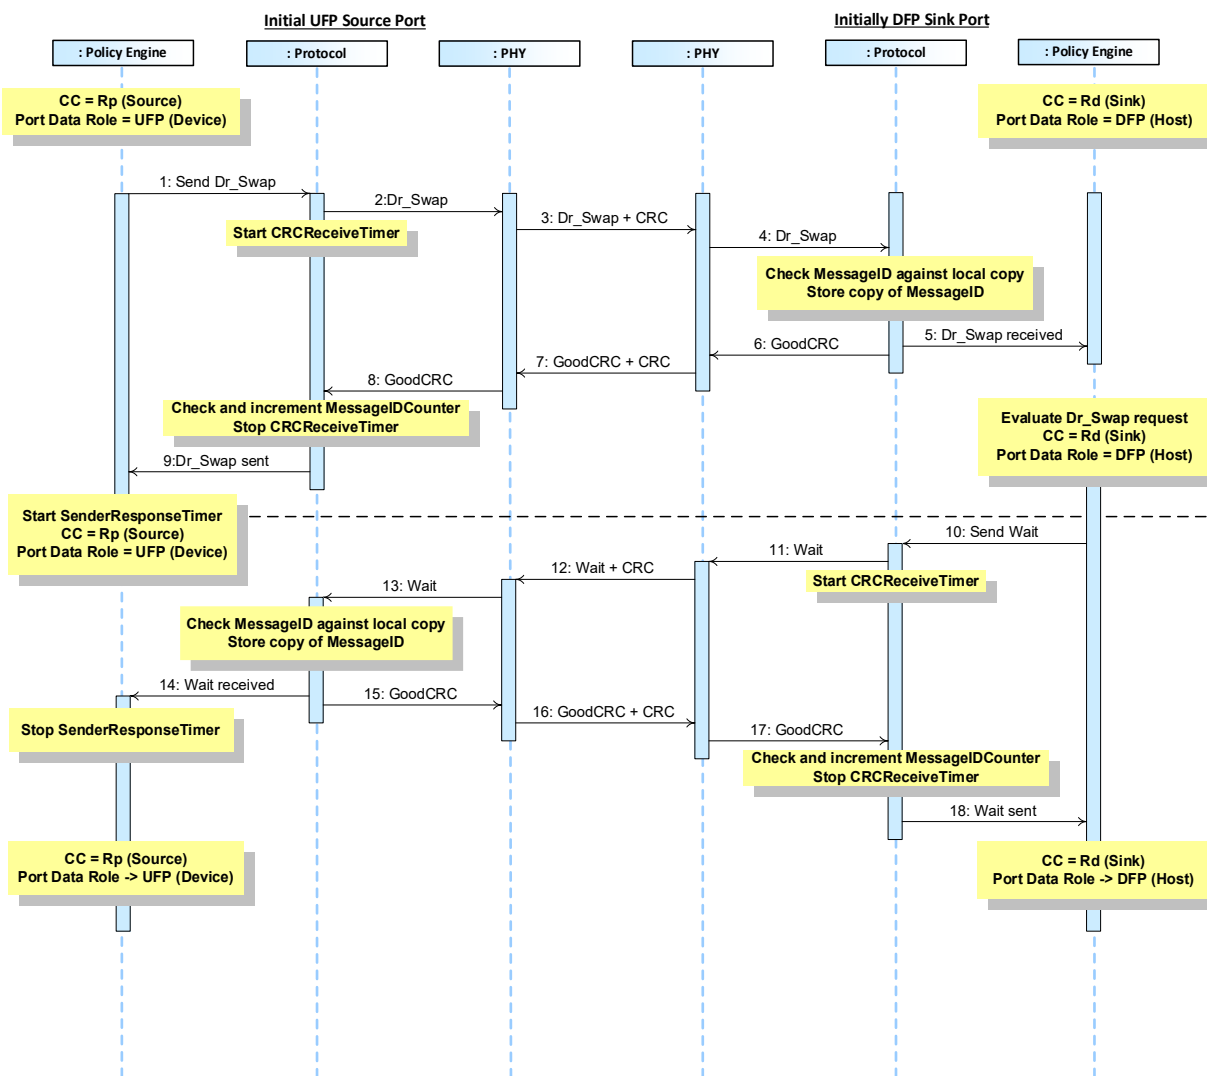 Initial UFP Source Port
Initially DFP Sink Port
: Policy Engine
: Protocol
: PHY
: PHY
: Protocol
: Policy Engine
CC = Rp (Source)
Port Data Role = UFP (Device)
CC = Rd (Sink)
Port Data Role = DFP (Host)
1: Send Dr_Swap
2:Dr_Swap
Start CRCReceiveTimer
3: Dr_Swap + CRC
4: Dr_Swap
Check MessageID against local copy
Store copy of MessageID
5: Dr_Swap received
6: GoodCRC
7: GoodCRC + CRC
8: GoodCRC
Check and increment MessageIDCounter
Stop CRCReceiveTimer
9:Dr_Swap sent
Evaluate Dr_Swap request
CC = Rd (Sink)
Port Data Role = DFP (Host)
Start SenderResponseTimer
CC = Rp (Source)
Port Data Role = UFP (Device)
10: Send Wait
11: Wait
Start CRCReceiveTimer
12: Wait + CRC
13: Wait
Check MessageID against local copy
Store copy of MessageID
14: Wait received
15: GoodCRC
Stop SenderResponseTimer
16: GoodCRC + CRC
17: GoodCRC
Check and increment MessageIDCounter
Stop CRCReceiveTimer
18: Wait sent
CC = Rp (Source)
Port Data Role -> UFP (Device)
CC = Rd (Sink)
Port Data Role -> DFP (Host)